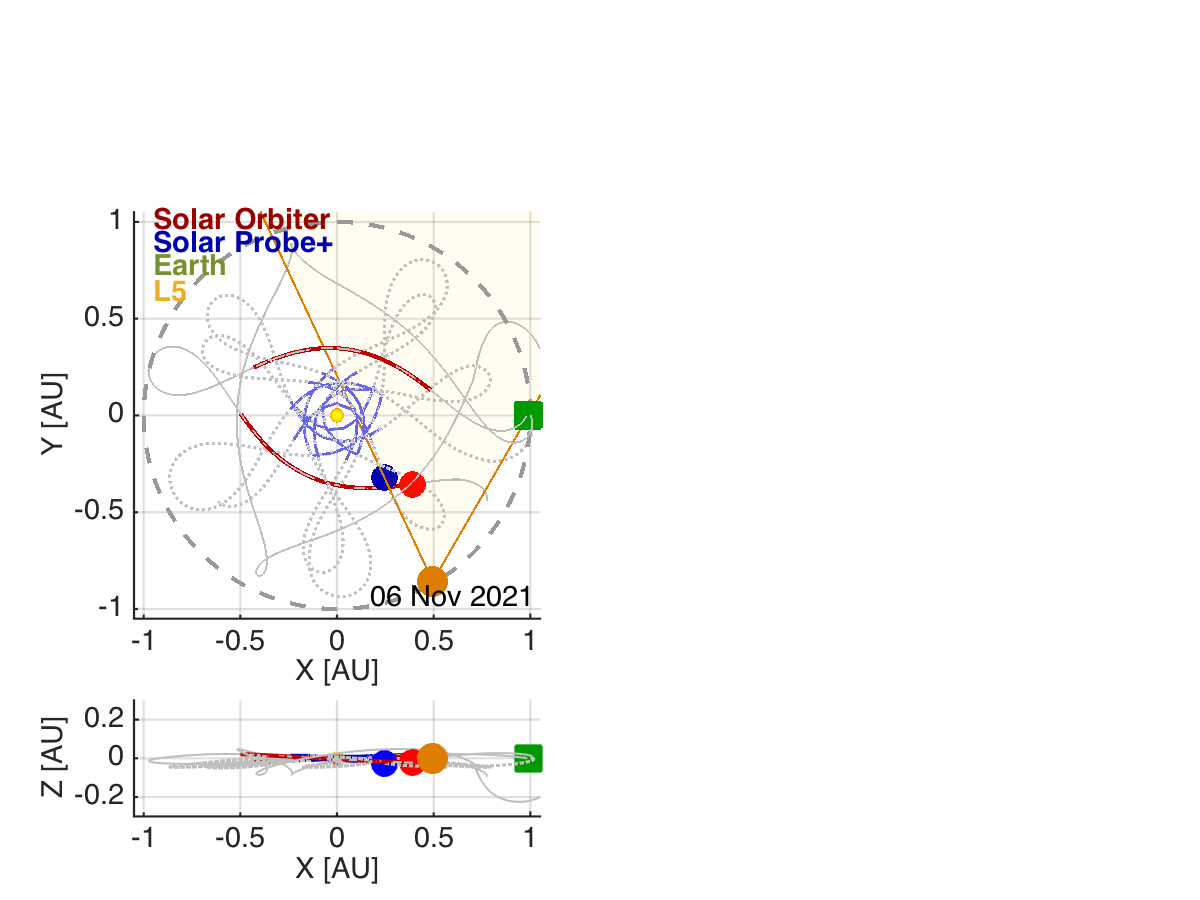 Solar Orbiter
Solar Probe+
Earth
L5
1
0.5
0
-0.5
-1
Y [AU]
06 Nov 2021
-1 -0.5 0 0.5 1
X [AU]
0.2
0
-0.2
Z [AU]
-1 -0.5 0 0.5 1
X [AU]